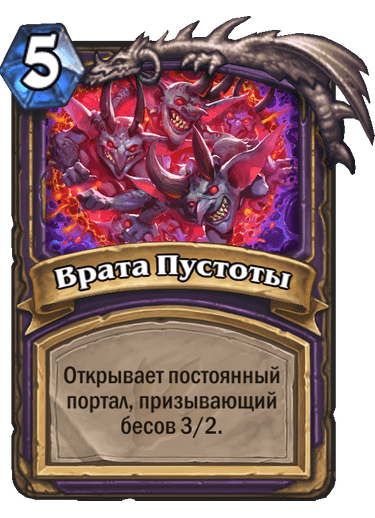 5
Врата Пустоты
Открывает постоянный
портал, призывающий
бесов 3/2.